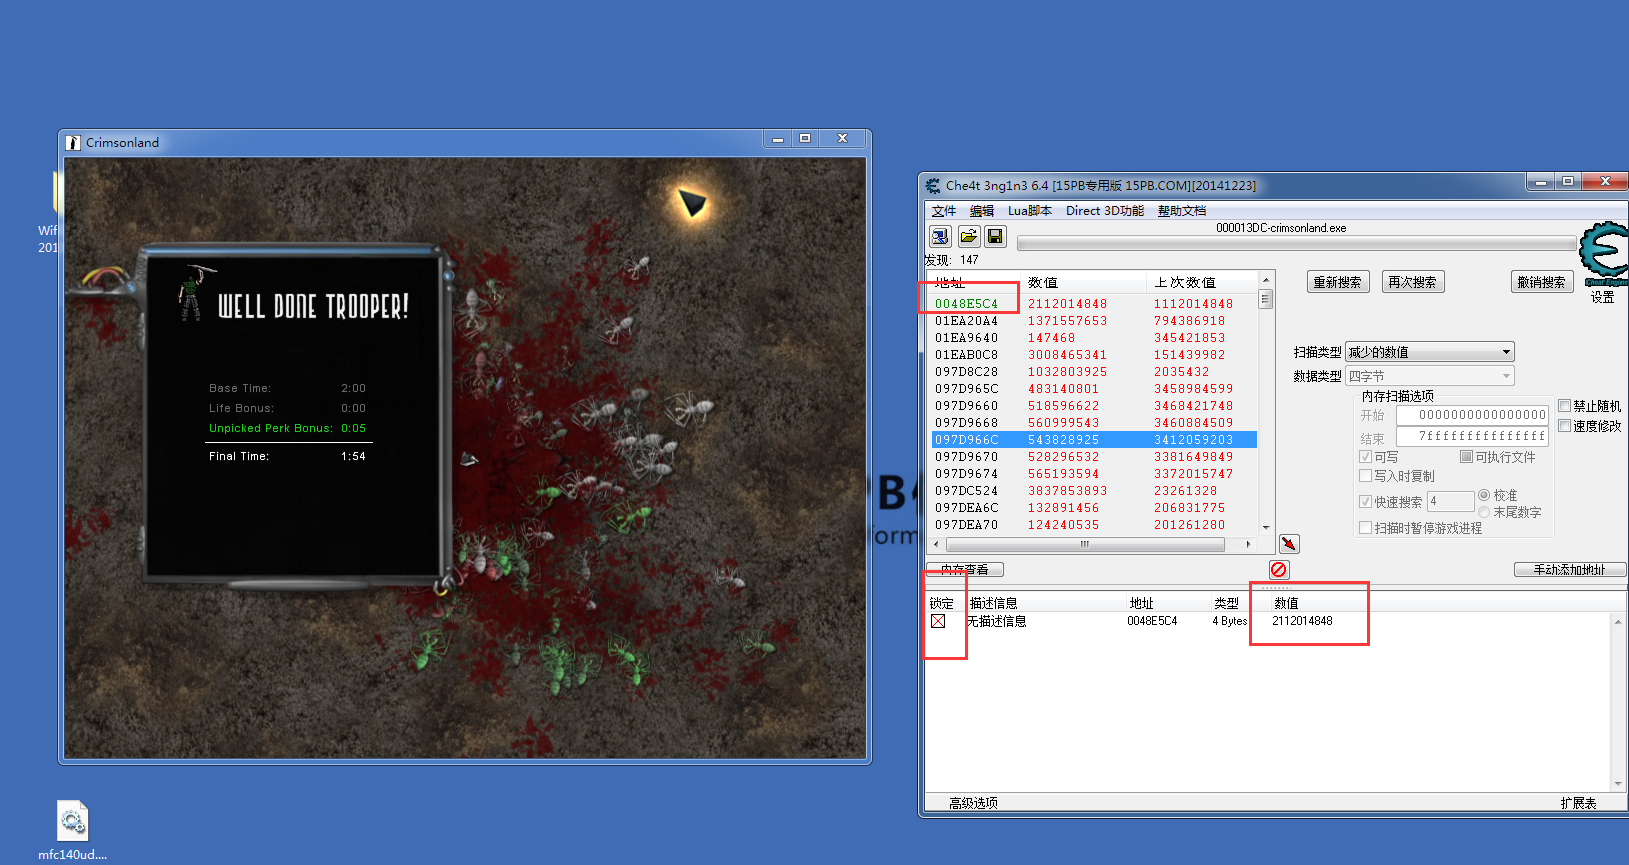 Crimsonland
WELL DONE TROOPER!
Base Time: 2:00
Life Bonus: 0:00
Unpicked Perk Bonus: 0:05
Final Time: 1:54
Wif
201
mfc140ud....
B
form
Che4t 3ng1n3 6.4 [15PB专用版 15PB.COM][20141223]
文件 编辑 Lua脚本 Direct 3D功能 帮助文档
000013DC-crimsonland.exe
发现: 147
地址 数值 上次数值
0048E5C4 2112014848 1112014848
01EA20A4 1371557653 794386918
01EA9640 147468 345421853
01EAB0C8 3008465341 151439982
097D8C28 1032803925 2035432
097D965C 483140801 3458984599
097D9660 518596622 3468421748
097D9668 560999543 3460884509
097D966C 543828925 3412059203
097D9670 528296532 3381649849
097D9674 565193594 3372015747
097DC524 3837853893 23261328
097DEA6C 132891456 206831775
097DEA70 124240535 201261280
重新搜索 再次搜索 撤销搜索
Cheat Engine
设置
扫描类型 减少的数值
数据类型 四字节
内存扫描选项
开始 0000000000000000
结束 7fffffffffffffff
可写 可执行文件
写入时复制
快速搜索 4 校准
末尾数字
扫描时暂停游戏进程
禁止随机
速度修改
内存查看 手动添加地址
锁定 描述信息 地址 类型 数值
无描述信息 0048E5C4 4 Bytes 2112014848
高级选项 扩展表